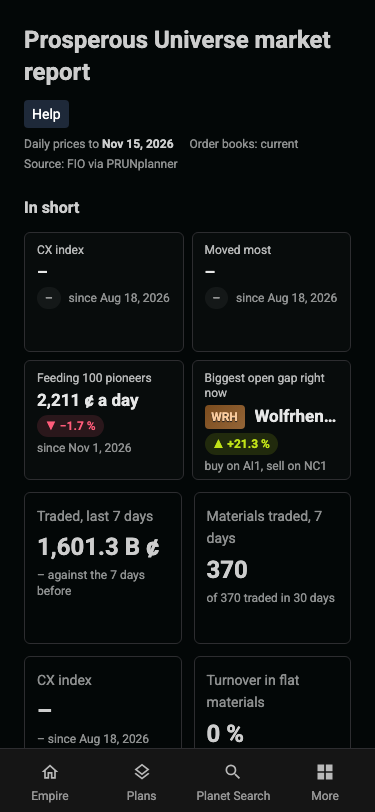 Prosperous Universe market
report
Help
Daily prices to Nov 15, 2026 Order books: current
Source: FIO via PRUNplanner
In short
CX index
–
– since Aug 18, 2026
Moved most
–
– since Aug 18, 2026
Feeding 100 pioneers
2,211 ₡ a day
▼ −1.7 %
since Nov 1, 2026
Biggest open gap right
now
WRH Wolfrhen...
▲ +21.3 %
buy on AI1, sell on NC1
Traded, last 7 days
1,601.3 B ₡
– against the 7 days
before
Materials traded, 7
days
370
of 370 traded in 30 days
CX index
–
– since Aug 18, 2026
Turnover in flat
materials
0 %
Empire
Plans
Planet Search
More